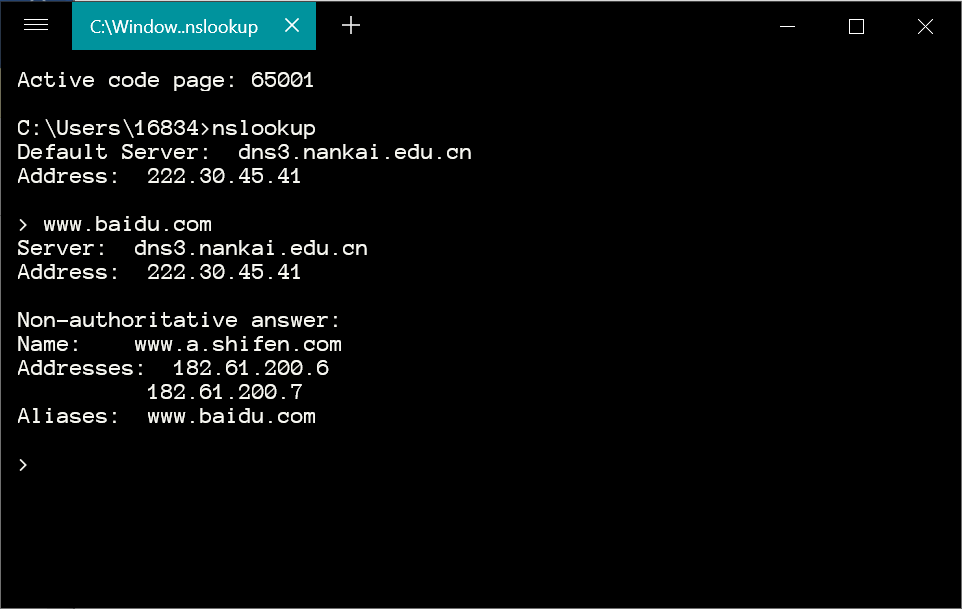 C:\Window..nslookup
Active code page: 65001
C:\Users\16834>nslookup
Default Server:  dns3.nankai.edu.cn
Address:  222.30.45.41
> www.baidu.com
Server:  dns3.nankai.edu.cn
Address:  222.30.45.41
Non-authoritative answer:
Name:    www.a.shifen.com
Addresses:  182.61.200.6
          182.61.200.7
Aliases:  www.baidu.com
>